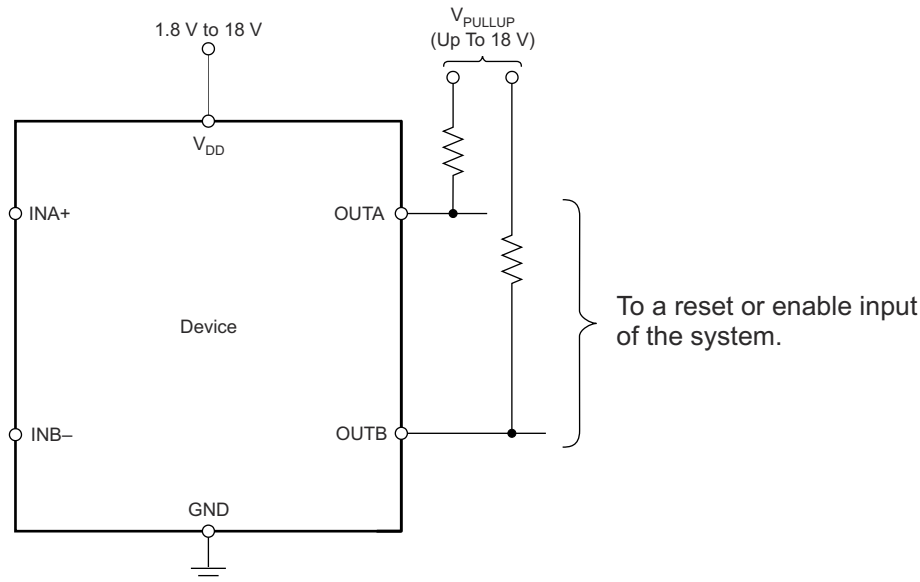 1.8 V to 18 V
VPULLUP
(Up To 18 V)
VDD
INA+
OUTA
Device
To a reset or enable input
of the system.
INB–
OUTB
GND